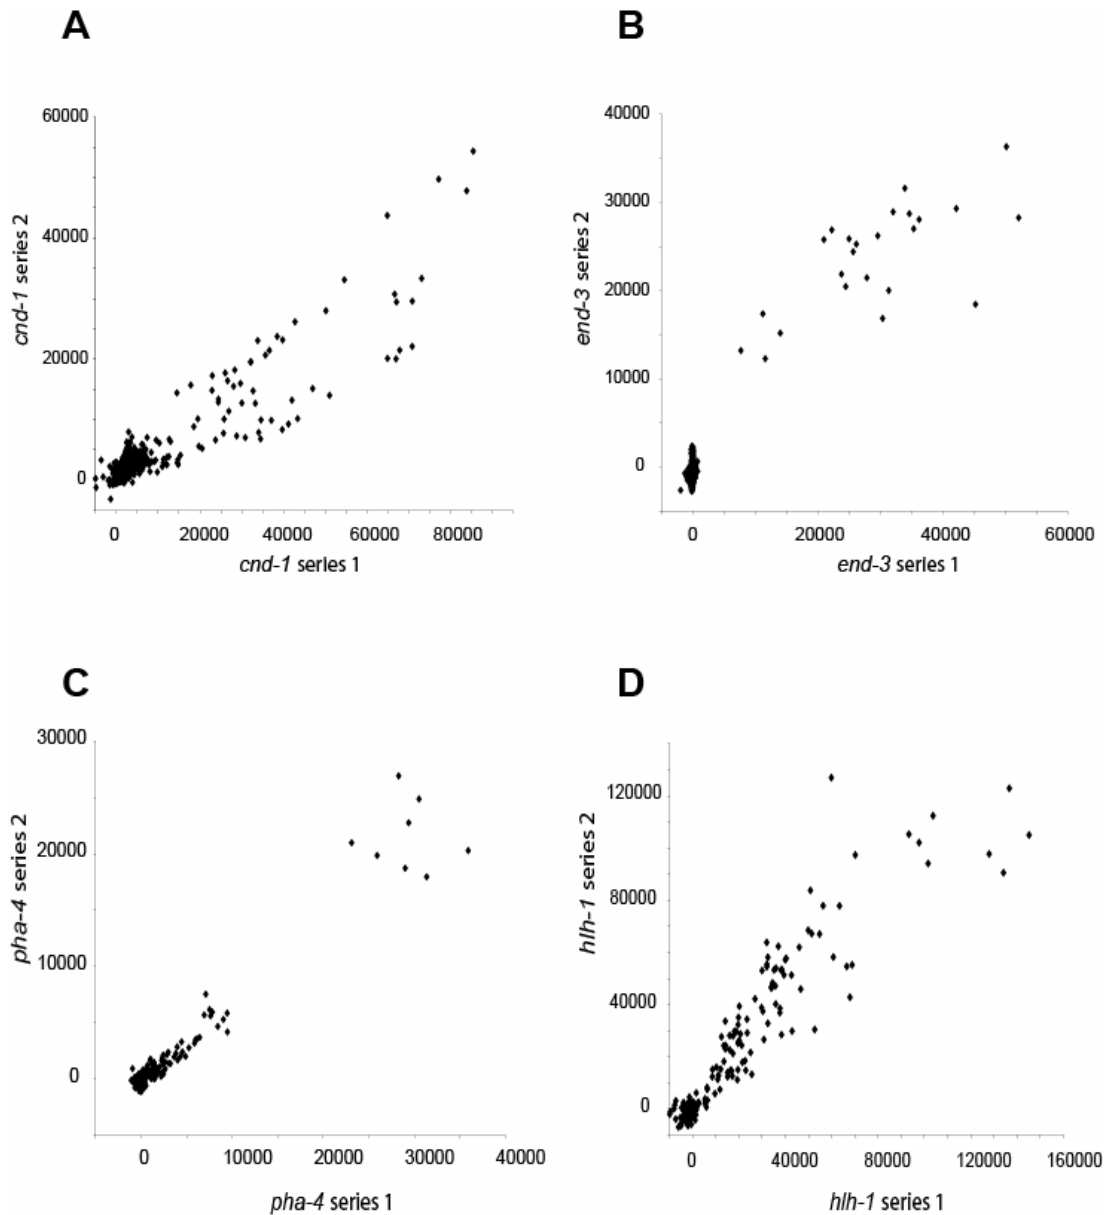 A
60000
40000
20000
0
cnd-1 series 2
0 20000 40000 60000 80000
cnd-1 series 1
B
40000
30000
20000
10000
0
end-3 series 2
0 20000 40000 60000
end-3 series 1
C
30000
20000
10000
0
pha-4 series 2
0 10000 20000 30000 40000
pha-4 series 1
D
120000
80000
40000
0
hlh-1 series 2
0 40000 80000 120000 160000
hlh-1 series 1